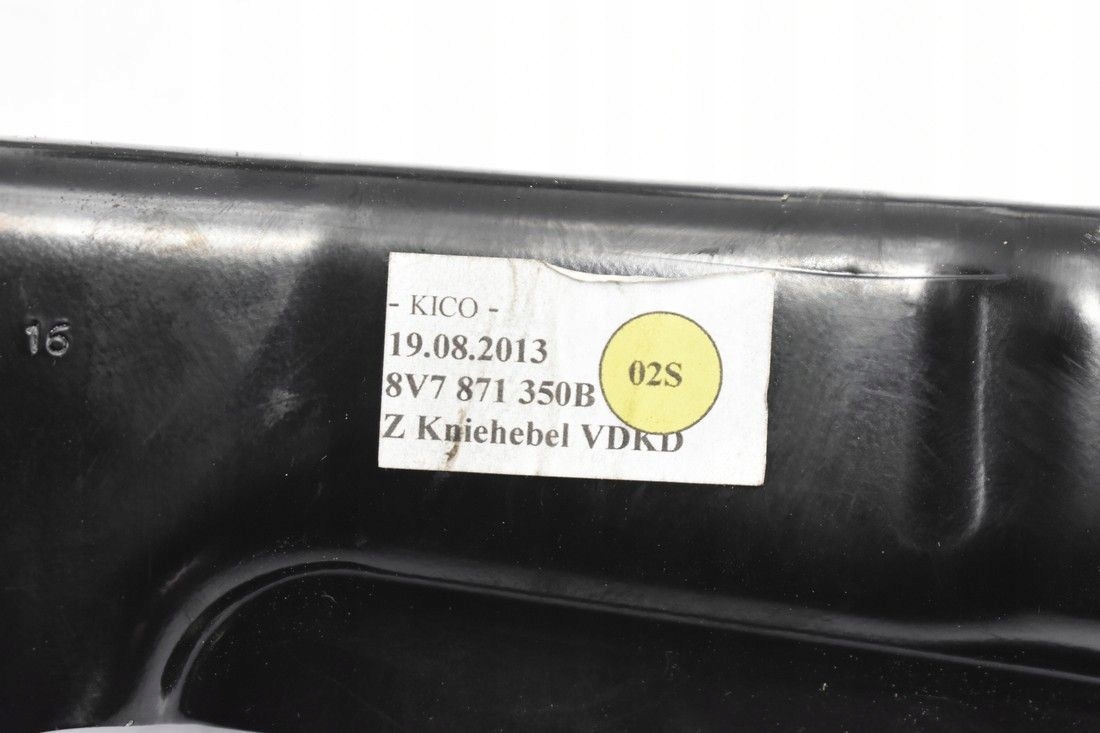 16
- KICO -
19.08.2013
8V7 871 350B
02S
Z Kniehebel VDKD